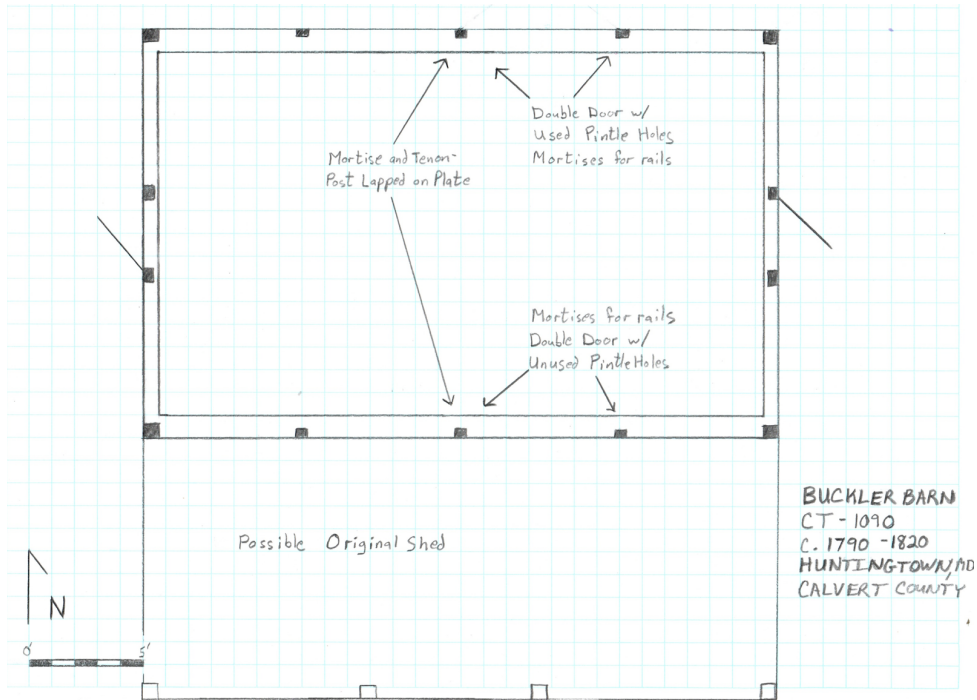 Double Door w/
Used Pintle Holes
Mortises for rails
Mortise and Tenon-
Post Lapped on Plate
Mortises for rails
Double Door w/
Unused Pintle Holes
Possible Original Shed
BUCKLER BARN
CT-1090
C. 1790-1820
HUNTINGTOWN, MD
CALVERT COUNTY
N
0' 5'